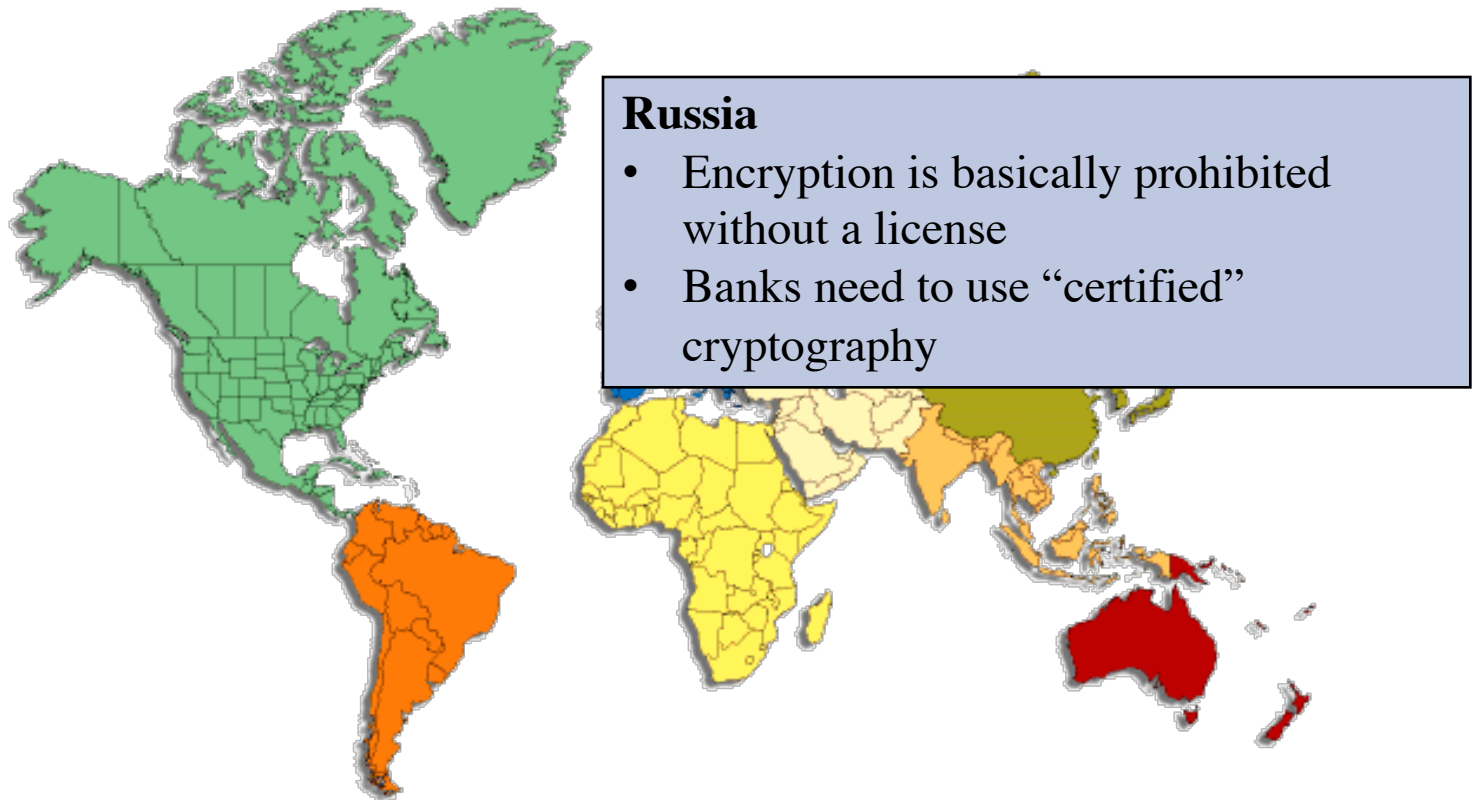 Russia
• Encryption is basically prohibited
without a license
• Banks need to use “certified”
cryptography